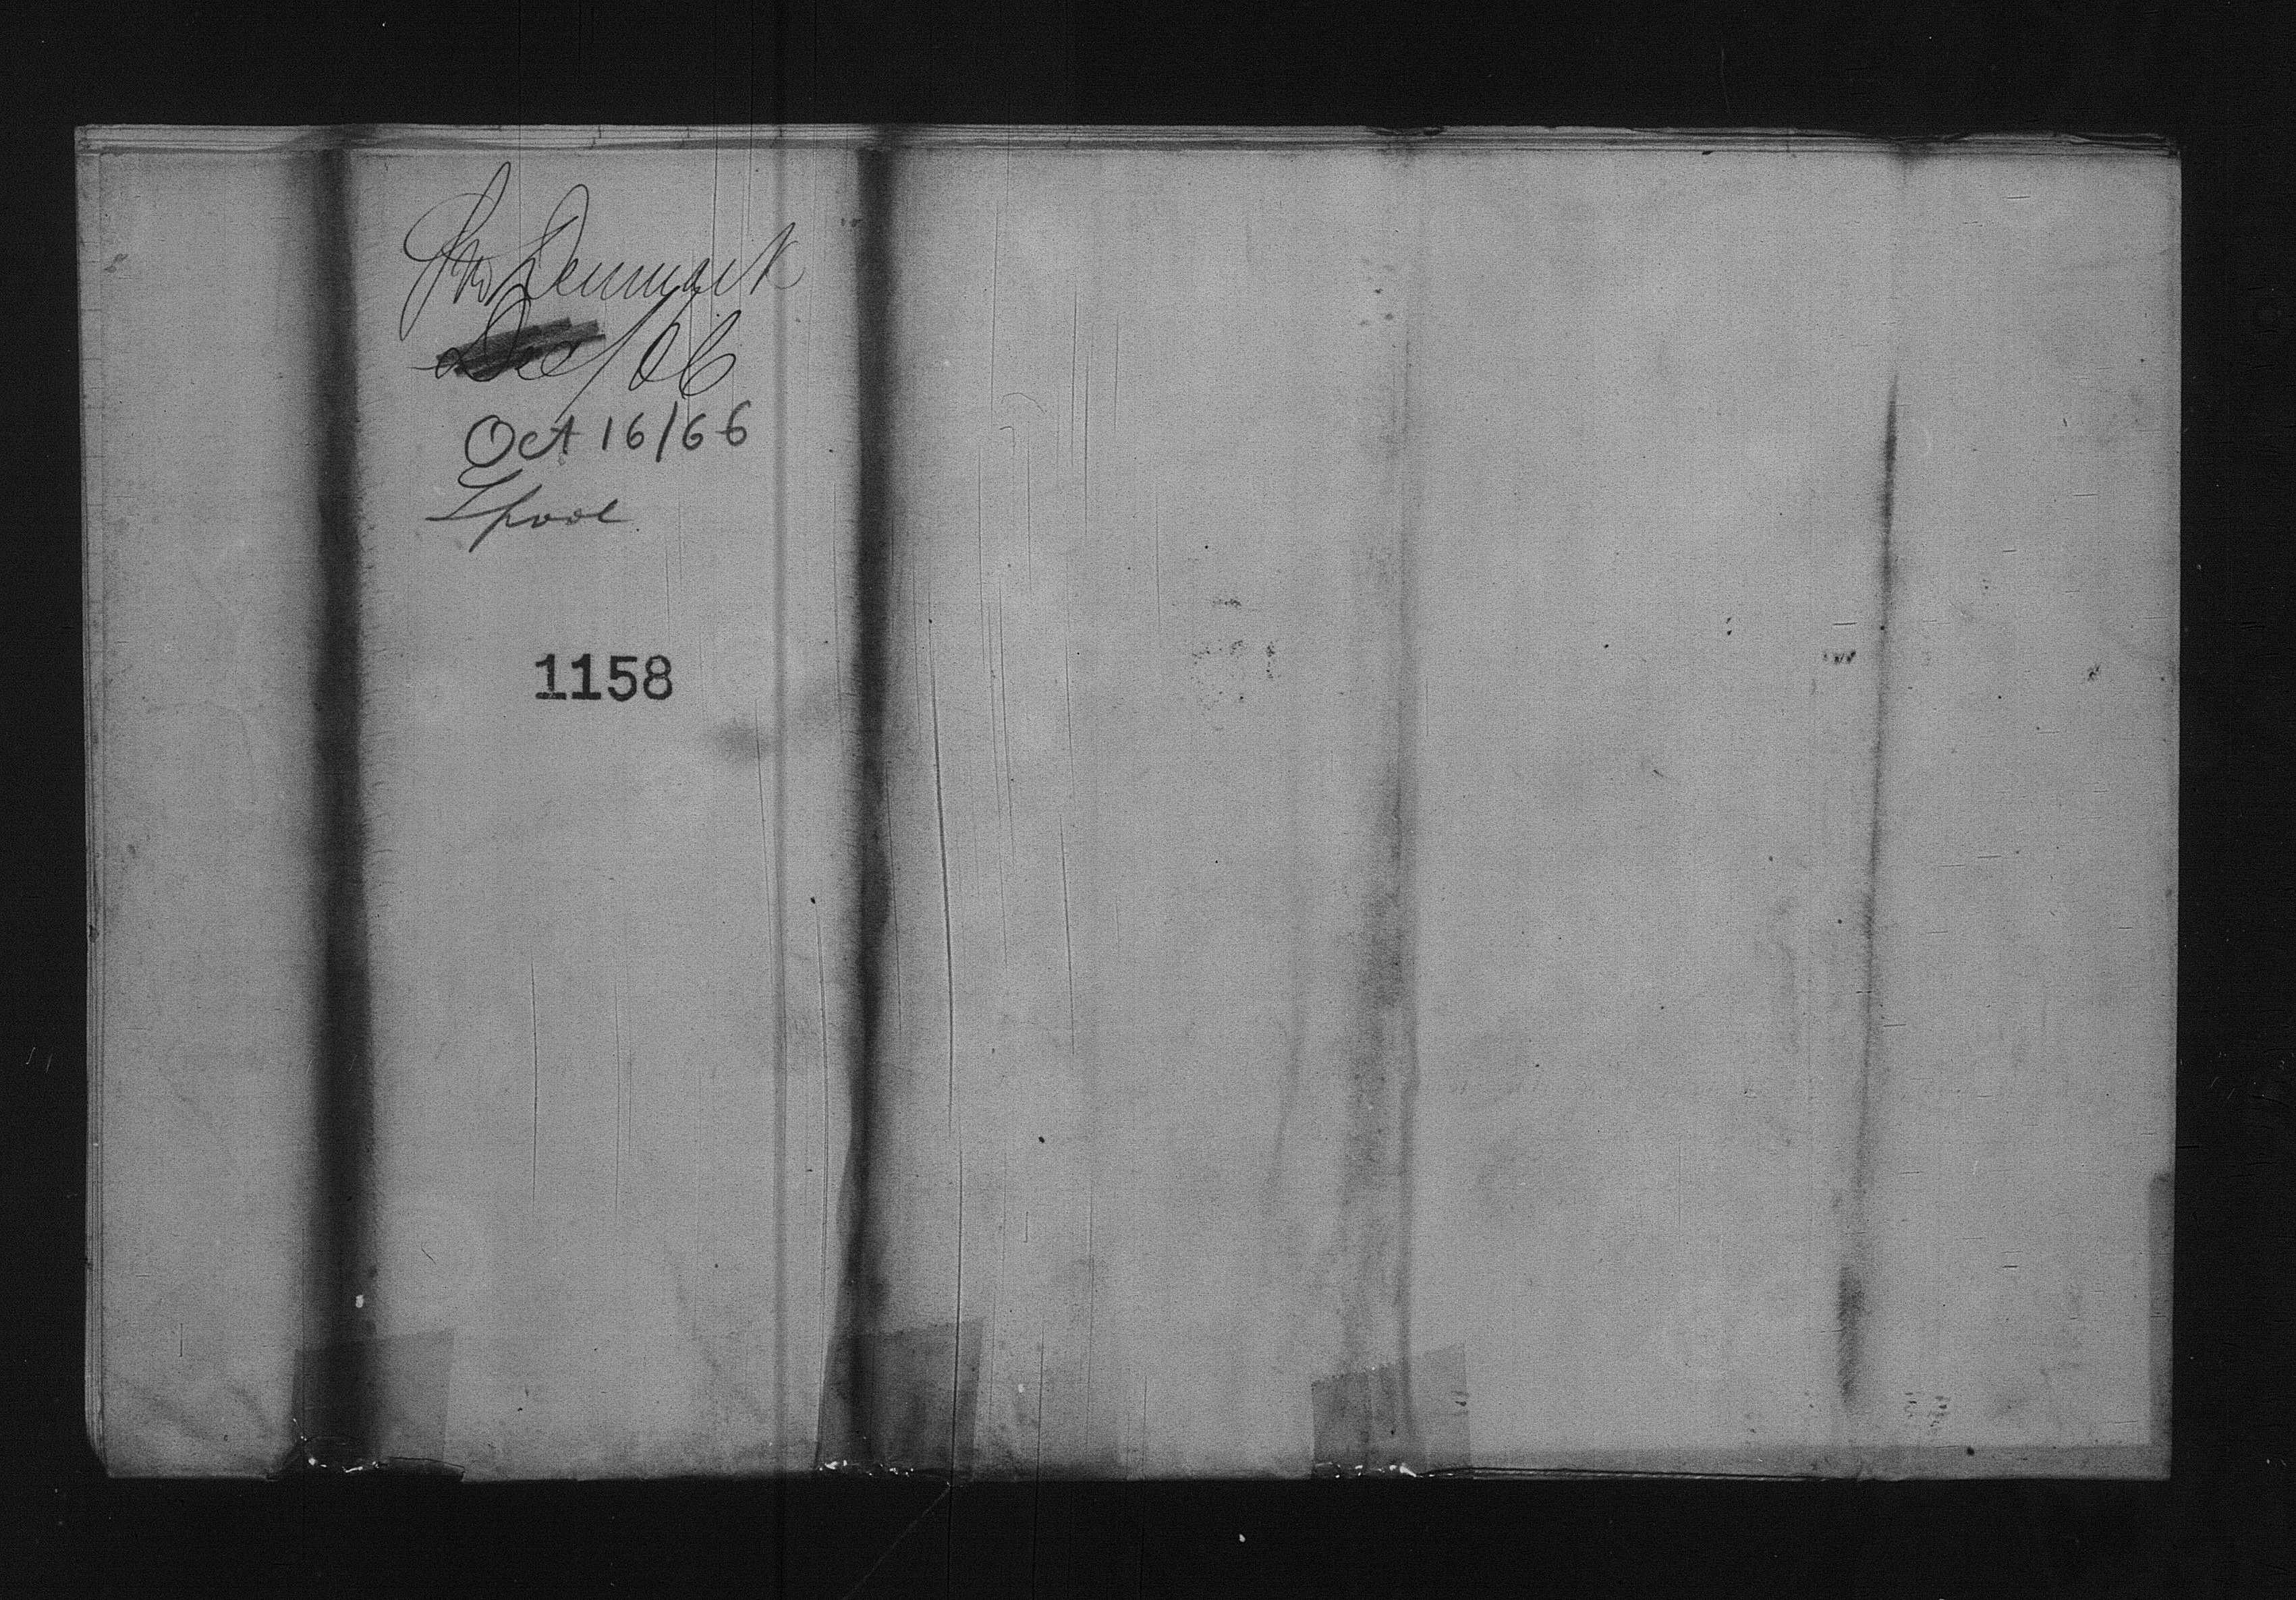 Str Denmark
Dec/66
Oct 16/66
Lpool
1158